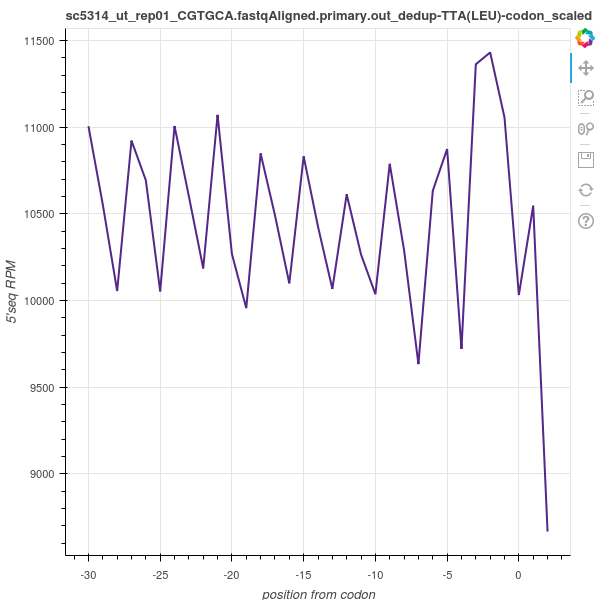 sc5314_ut_rep01_CGTGCA.fastqAligned.primary.out_dedup-TTA(LEU)-codon_scaled
11500
11000
10500
10000
9500
9000
5'seq RPM
-30 -25 -20 -15 -10 -5 0
position from codon